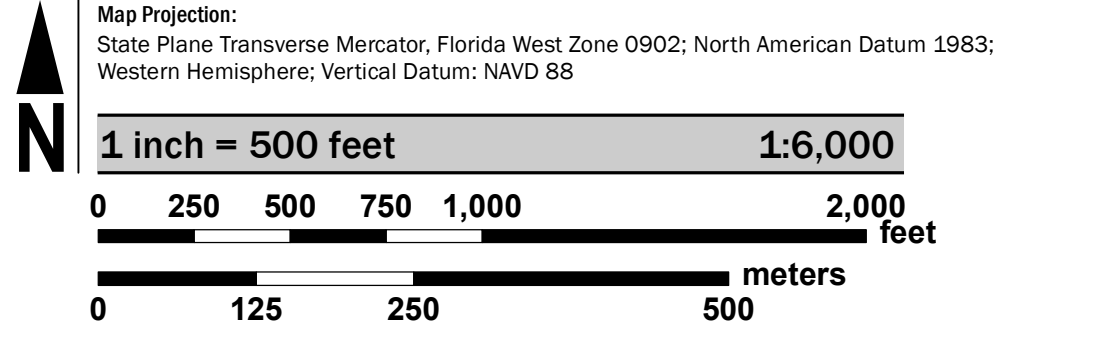 Map Projection:
State Plane Transverse Mercator, Florida West Zone 0902; North American Datum 1983;
Western Hemisphere; Vertical Datum: NAVD 88
N
1 inch = 500 feet 1:6,000
0 250 500 750 1,000 2,000
feet
meters
0 125 250 500